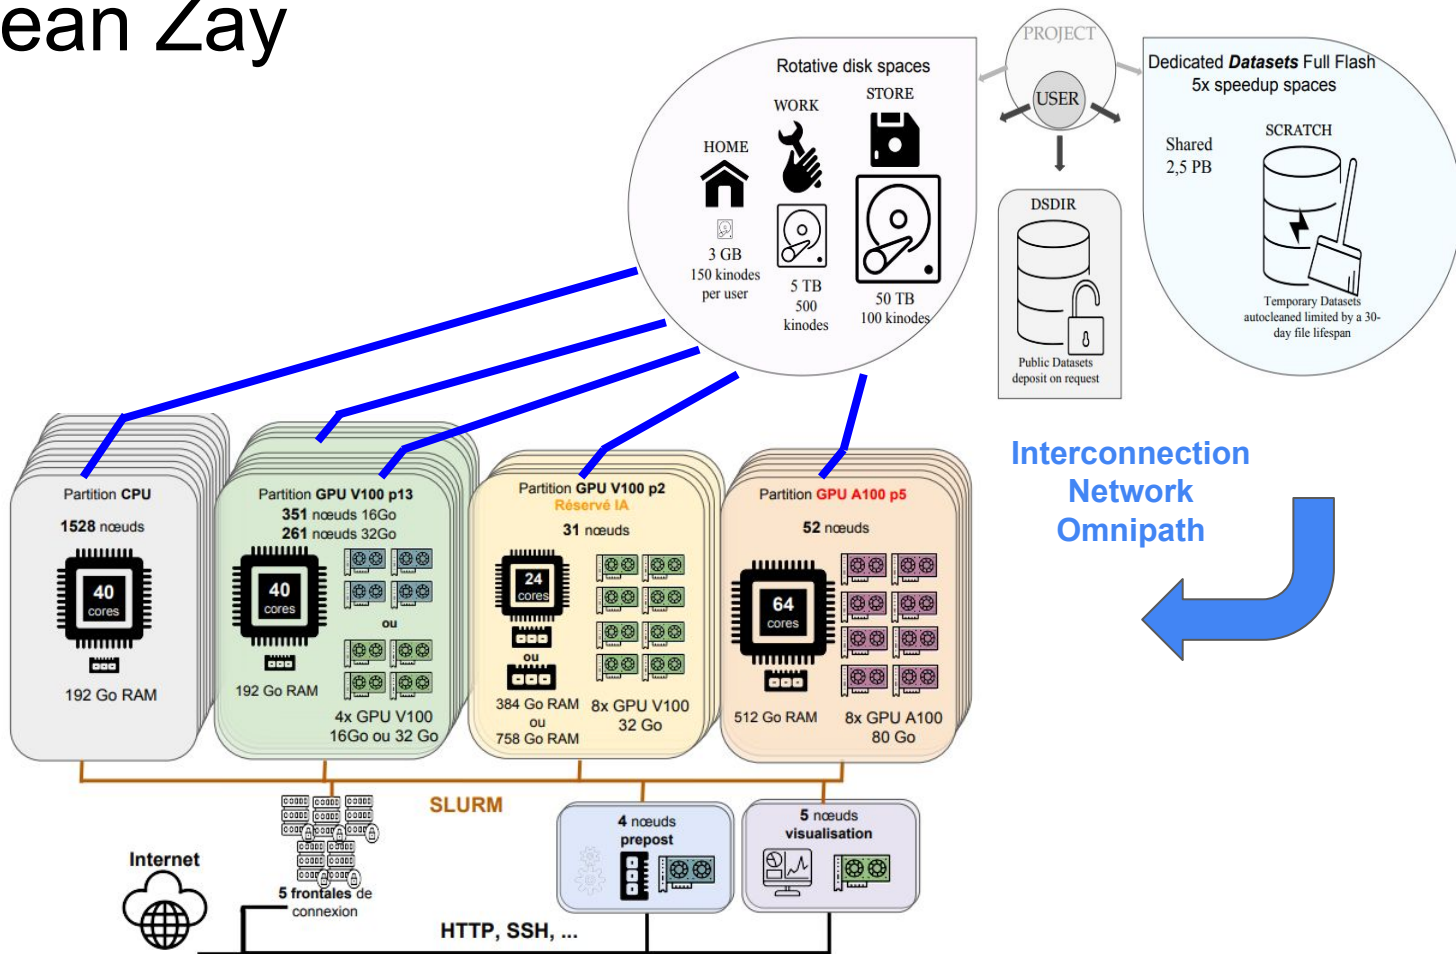 ean Zay
PROJECT
USER
Rotative disk spaces
HOME
3 GB
150 kinodes
per user
WORK
5 TB
500
kinodes
STORE
50 TB
100 kinodes
DSDIR
Public Datasets
deposit on request
Dedicated Datasets Full Flash
5x speedup spaces
Shared
2,5 PB
SCRATCH
Temporary Datasets
autocleaned limited by a 30-
day file lifespan
Interconnection
Network
Omnipath
Partition CPU
1528 nœuds
40
cores
192 Go RAM
Partition GPU V100 p13
351 nœuds 16Go
261 nœuds 32Go
40
cores
ou
192 Go RAM
4x GPU V100
16Go ou 32 Go
Partition GPU V100 p2
Réservé IA
31 nœuds
24
cores
ou
384 Go RAM
ou
758 Go RAM
8x GPU V100
32 Go
Partition GPU A100 p5
52 nœuds
64
cores
512 Go RAM
8x GPU A100
80 Go
SLURM
5 frontales de
connexion
4 nœuds
prepost
5 nœuds
visualisation
Internet
HTTP, SSH, ...